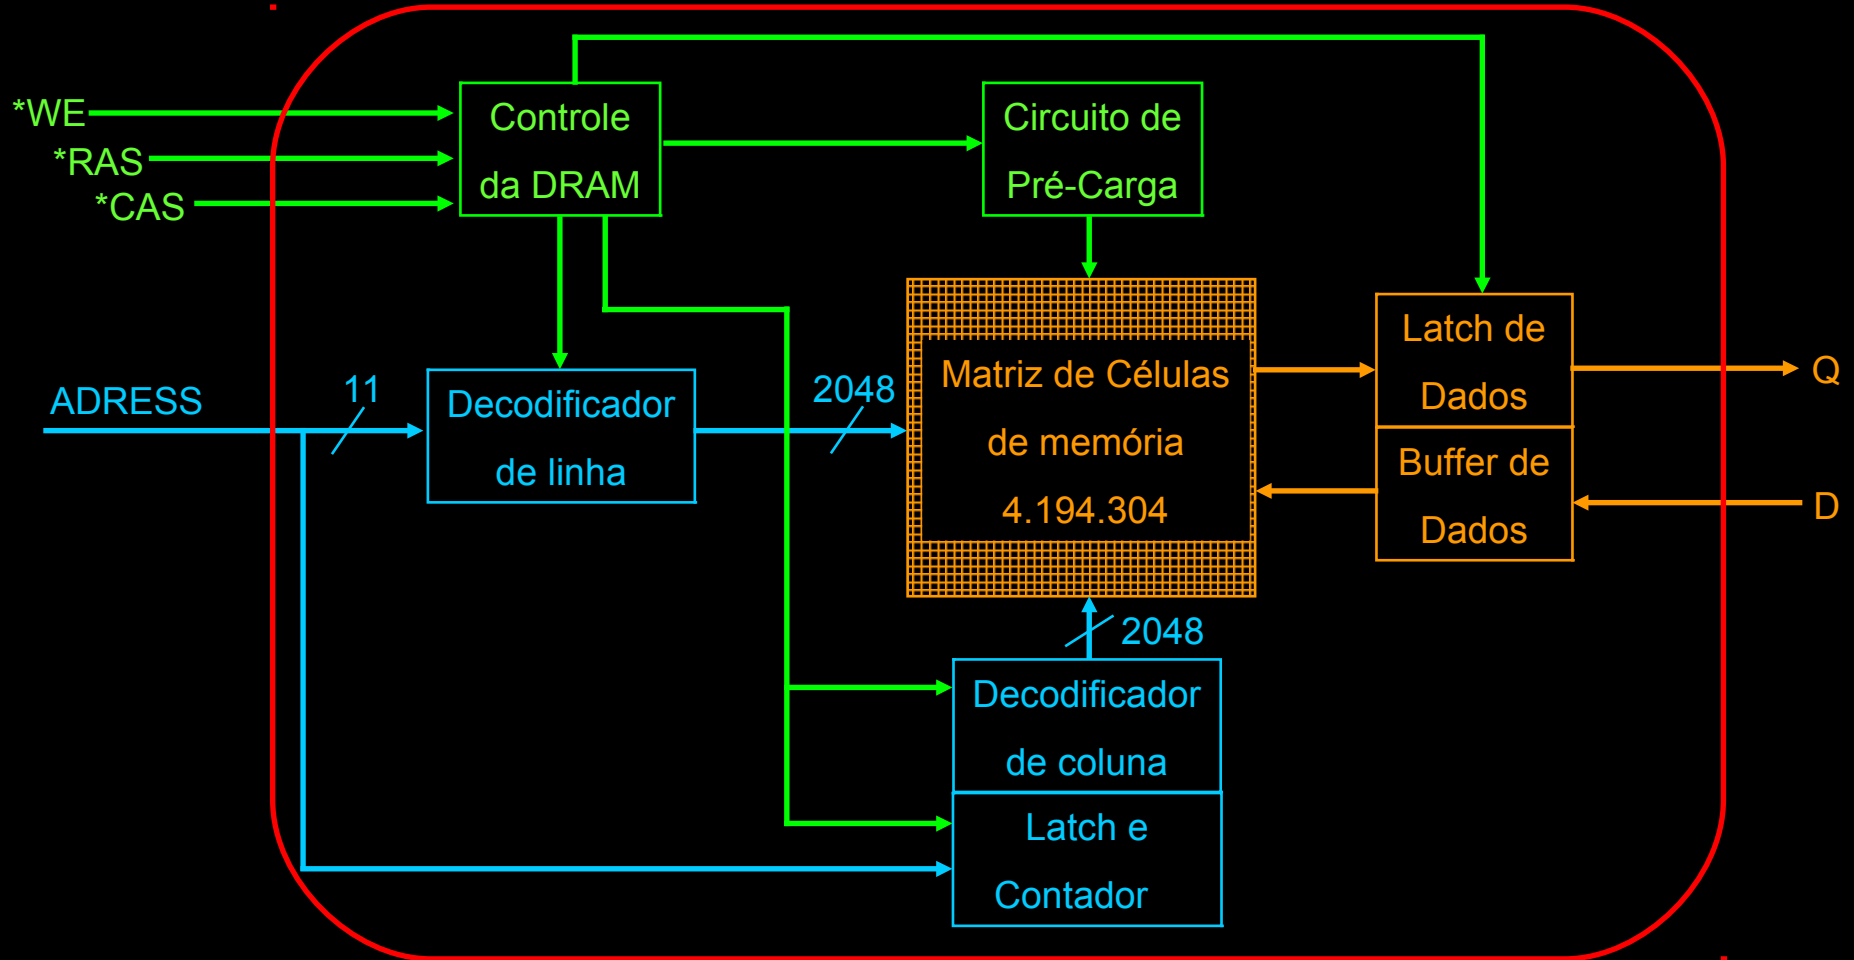 *WE
*RAS
*CAS
Controle
da DRAM
Circuito de
Pré-Carga
ADRESS
11
Decodificador
de linha
2048
Matriz de Células
de memória
4.194.304
Latch de
Dados
Buffer de
Dados
Q
D
2048
Decodificador
de coluna
Latch e
Contador